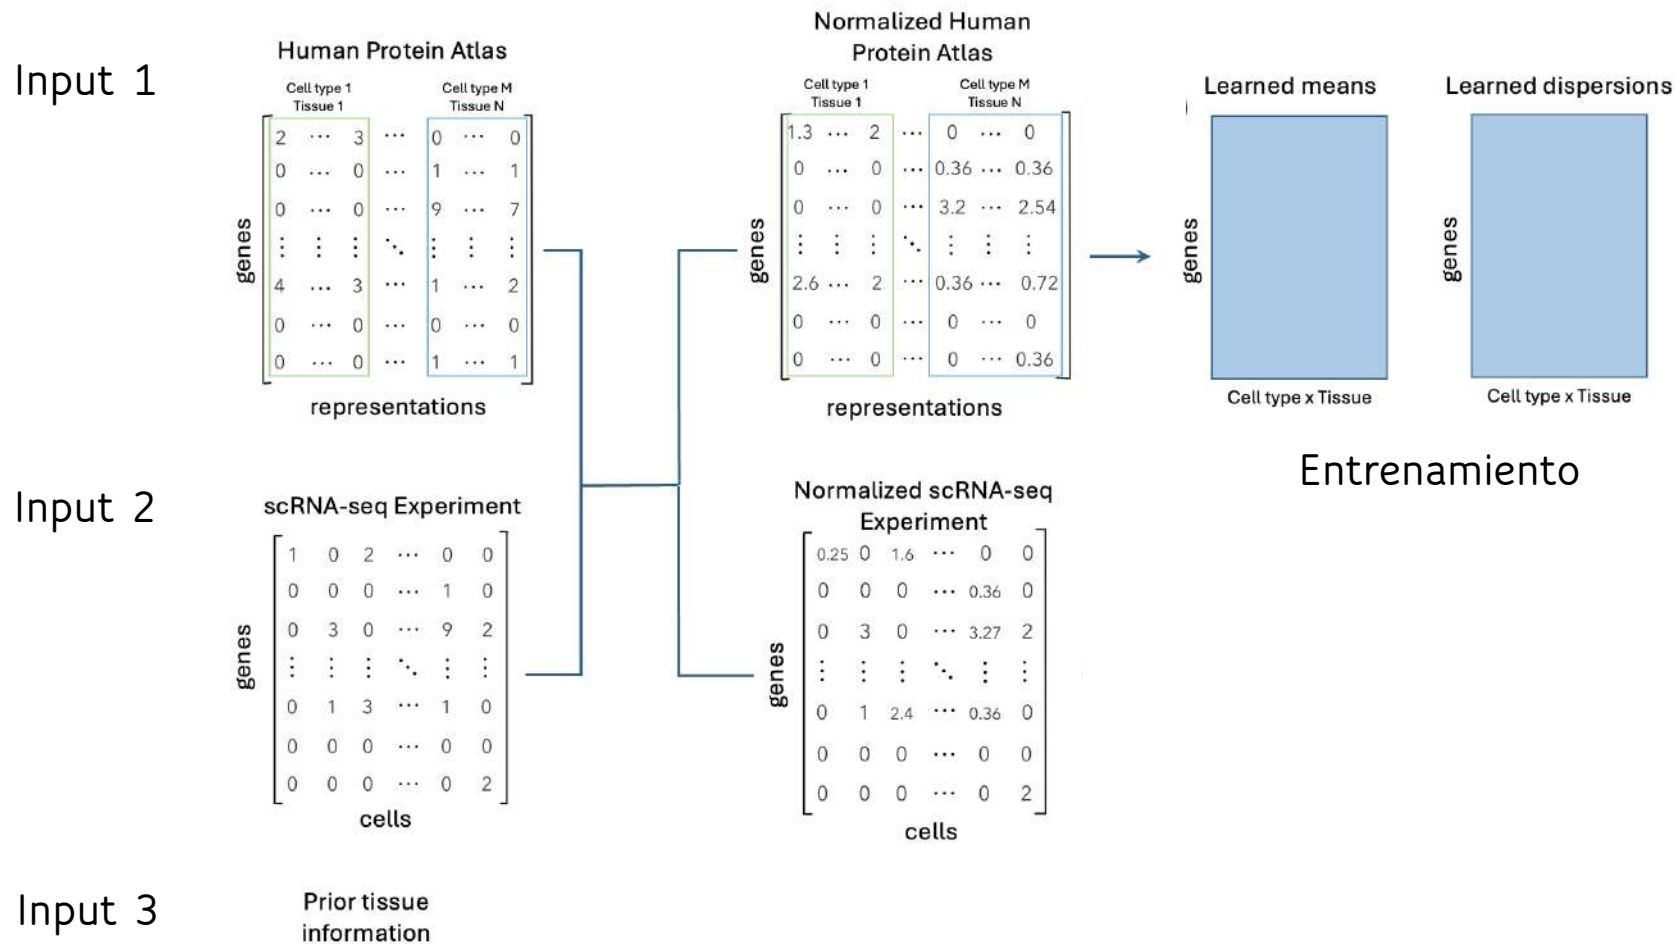 Input 1
Human Protein Atlas
Cell type 1
Tissue 1
Cell type M
Tissue N
genes
2 ... 3 ... 0 ... 0
0 ... 0 ... 1 ... 1
0 ... 0 ... 9 ... 7
⋮ ⋮ ⋮ ⋱ ⋮ ⋮ ⋮
4 ... 3 ... 1 ... 2
0 ... 0 ... 0 ... 0
0 ... 0 ... 1 ... 1
representations
Normalized Human
Protein Atlas
Cell type 1
Tissue 1
Cell type M
Tissue N
genes
1.3 ... 2 ... 0 ... 0
0 ... 0 ... 0.36 ... 0.36
0 ... 0 ... 3.2 ... 2.54
⋮ ⋮ ⋮ ⋱ ⋮ ⋮ ⋮
2.6 ... 2 ... 0.36 ... 0.72
0 ... 0 ... 0 ... 0
0 ... 0 ... 0 ... 0.36
representations
Learned means
genes
Cell type x Tissue
Learned dispersions
genes
Cell type x Tissue
Entrenamiento
Input 2
scRNA-seq Experiment
genes
1 0 2 ... 0 0
0 0 0 ... 1 0
0 3 0 ... 9 2
⋮ ⋮ ⋮ ⋱ ⋮ ⋮
0 1 3 ... 1 0
0 0 0 ... 0 0
0 0 0 ... 0 2
cells
Normalized scRNA-seq
Experiment
genes
0.25 0 1.6 ... 0 0
0 0 0 ... 0.36 0
0 3 0 ... 3.27 2
⋮ ⋮ ⋮ ⋱ ⋮ ⋮
0 1 2.4 ... 0.36 0
0 0 0 ... 0 0
0 0 0 ... 0 2
cells
Input 3
Prior tissue
information